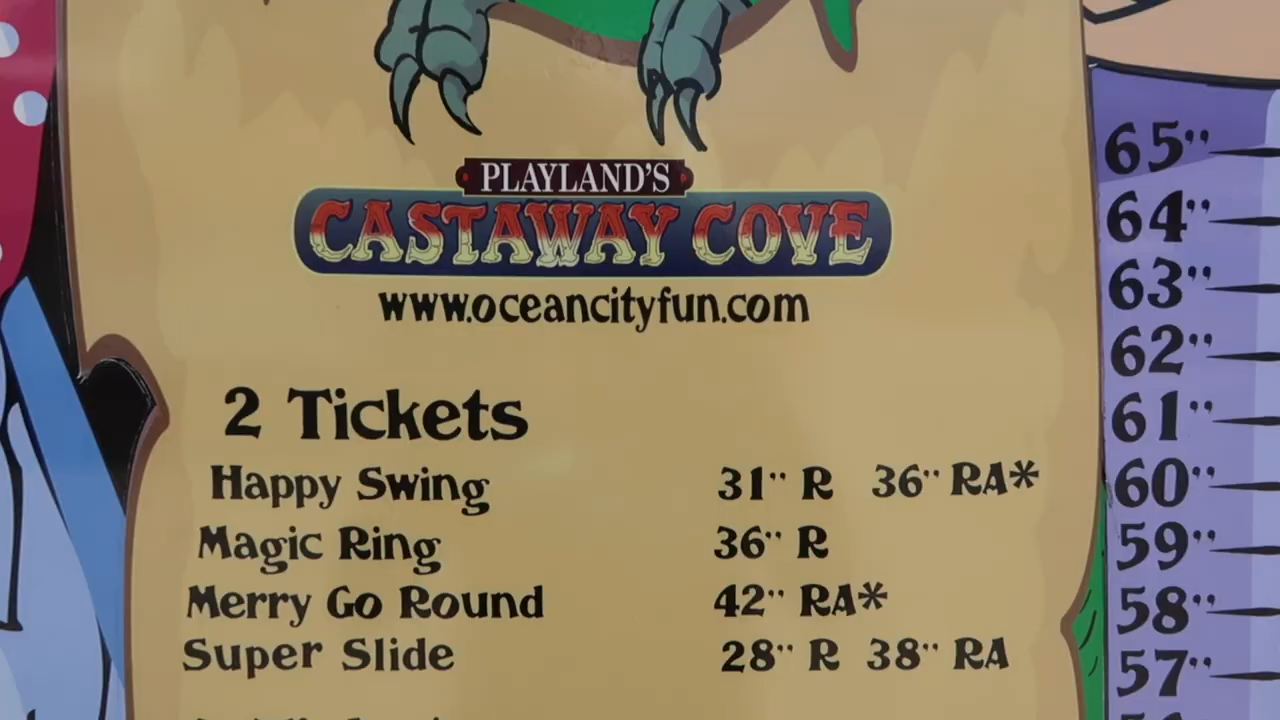 PLAYLAND'S
CASTAWAY COVE
www.oceancityfun.com
2 Tickets
Happy Swing 31" R 36" RA*
Magic Ring 36" R
Merry Go Round 42" RA*
Super Slide 28" R 38" RA
65"
64"
63"
62"
61"
60"
59"
58"
57"